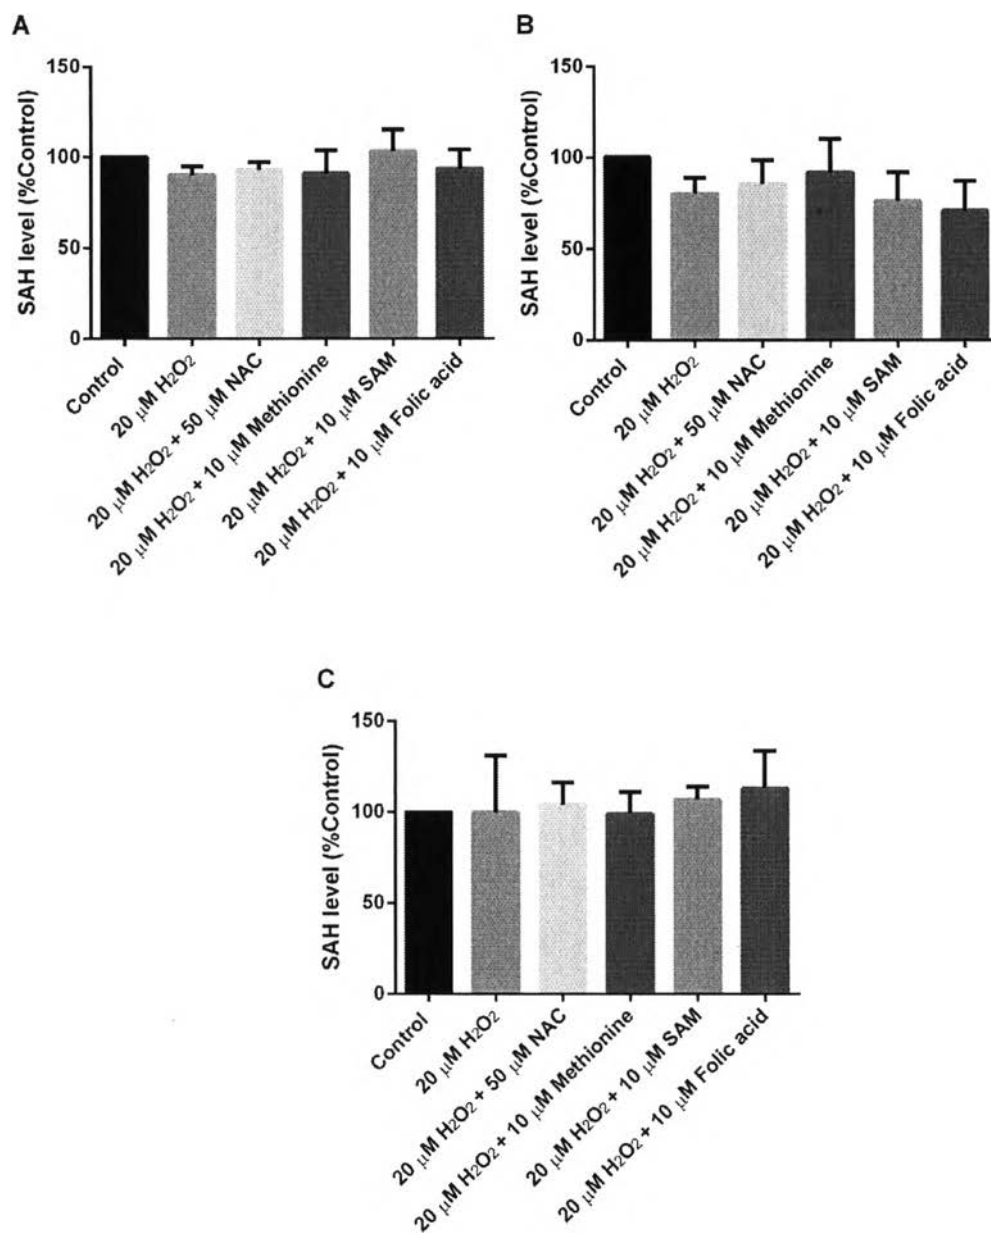 A
SAH level (%Control)
150
100
50
0
Control
20 μM H₂O₂
20 μM H₂O₂ + 50 μM NAC
20 μM H₂O₂ + 10 μM Methionine
20 μM H₂O₂ + 10 μM SAM
20 μM H₂O₂ + 10 μM Folic acid
B
SAH level (%Control)
150
100
50
0
Control
20 μM H₂O₂
20 μM H₂O₂ + 50 μM NAC
20 μM H₂O₂ + 10 μM Methionine
20 μM H₂O₂ + 10 μM SAM
20 μM H₂O₂ + 10 μM Folic acid
C
SAH level (%Control)
150
100
50
0
Control
20 μM H₂O₂
20 μM H₂O₂ + 50 μM NAC
20 μM H₂O₂ + 10 μM Methionine
20 μM H₂O₂ + 10 μM SAM
20 μM H₂O₂ + 10 μM Folic acid